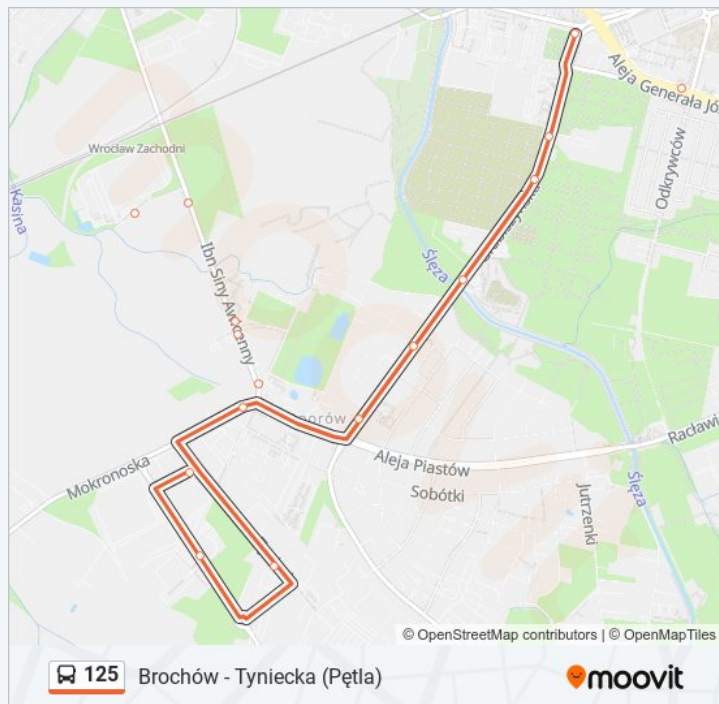 Aleja Generała Jó
Wrocław Zachodni
Odkrywców
Kasina
Ibn Siny Awicenny
Ślęza
Racławi
Mokronoska
Aleja Piastów
Sobótki
Jutrzenki
Ślęza
© OpenStreetMap contributors | © OpenMapTiles
125 Brochów - Tyniecka (Pętla)
moovit